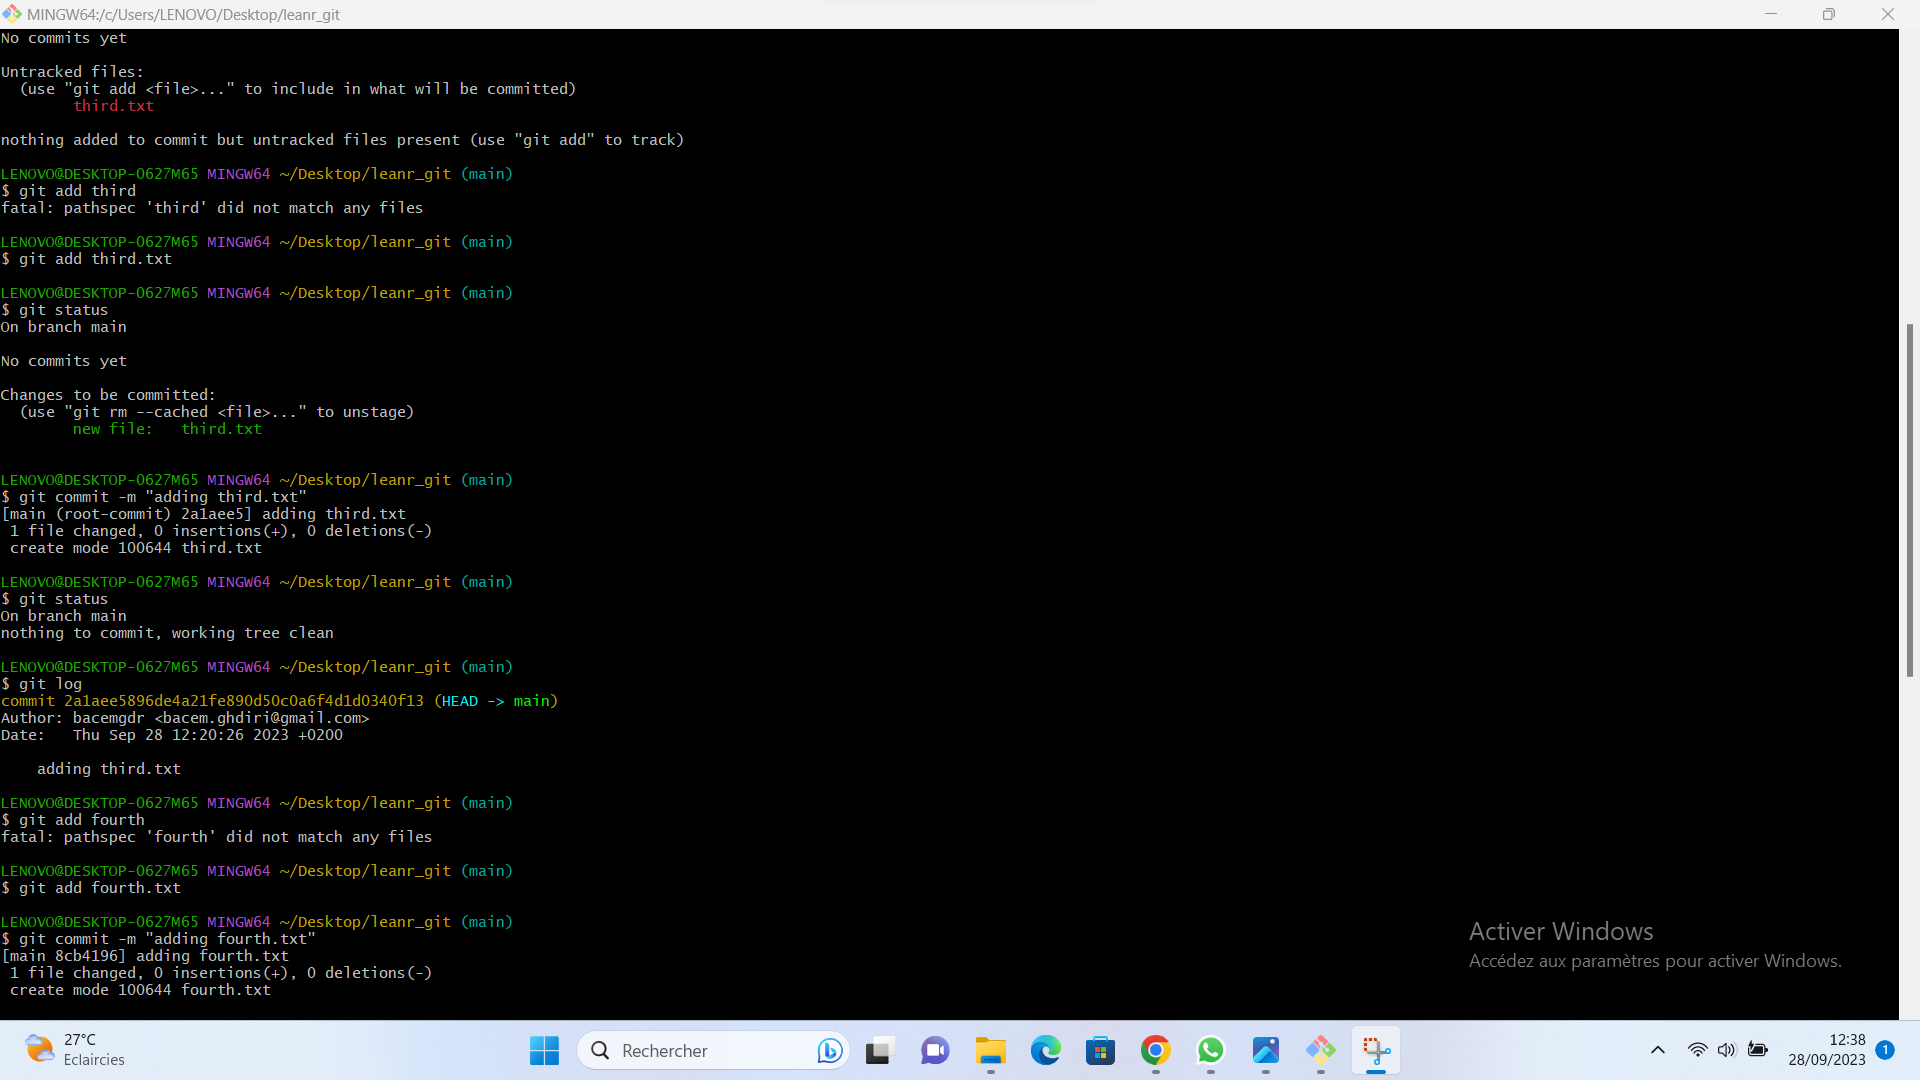 MINGW64:/c/Users/LENOVO/Desktop/leanr_git
No commits yet
Untracked files:
  (use "git add <file>..." to include in what will be committed)
        third.txt
nothing added to commit but untracked files present (use "git add" to track)
LENOVO@DESKTOP-O627M65 MINGW64 ~/Desktop/leanr_git (main)
$ git add third
fatal: pathspec 'third' did not match any files
LENOVO@DESKTOP-O627M65 MINGW64 ~/Desktop/leanr_git (main)
$ git add third.txt
LENOVO@DESKTOP-O627M65 MINGW64 ~/Desktop/leanr_git (main)
$ git status
On branch main
No commits yet
Changes to be committed:
  (use "git rm --cached <file>..." to unstage)
        new file:   third.txt
LENOVO@DESKTOP-O627M65 MINGW64 ~/Desktop/leanr_git (main)
$ git commit -m "adding third.txt"
[main (root-commit) 2a1aee5] adding third.txt
 1 file changed, 0 insertions(+), 0 deletions(-)
 create mode 100644 third.txt
LENOVO@DESKTOP-O627M65 MINGW64 ~/Desktop/leanr_git (main)
$ git status
On branch main
nothing to commit, working tree clean
LENOVO@DESKTOP-O627M65 MINGW64 ~/Desktop/leanr_git (main)
$ git log
commit 2a1aee5896de4a21fe890d50c0a6f4d1d0340f13 (HEAD -> main)
Author: bacemgdr <bacem.ghdiri@gmail.com>
Date:   Thu Sep 28 12:20:26 2023 +0200
    adding third.txt
LENOVO@DESKTOP-O627M65 MINGW64 ~/Desktop/leanr_git (main)
$ git add fourth
fatal: pathspec 'fourth' did not match any files
LENOVO@DESKTOP-O627M65 MINGW64 ~/Desktop/leanr_git (main)
$ git add fourth.txt
LENOVO@DESKTOP-O627M65 MINGW64 ~/Desktop/leanr_git (main)
$ git commit -m "adding fourth.txt"
[main 8cb4196] adding fourth.txt
 1 file changed, 0 insertions(+), 0 deletions(-)
 create mode 100644 fourth.txt
Activer Windows
Accédez aux paramètres pour activer Windows.
27°C
Eclaircies
Rechercher
12:38
28/09/2023
1